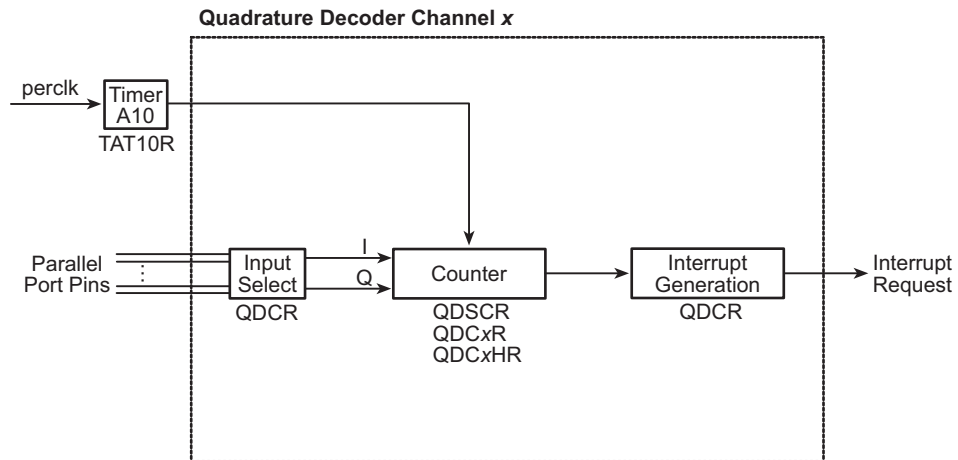 Quadrature Decoder Channel x
perclk
Timer
A10
TAT10R
Parallel
Port Pins
Input
Select
QDCR
I
Q
Counter
QDSCR
QDCxR
QDCxHR
Interrupt
Generation
QDCR
Interrupt
Request